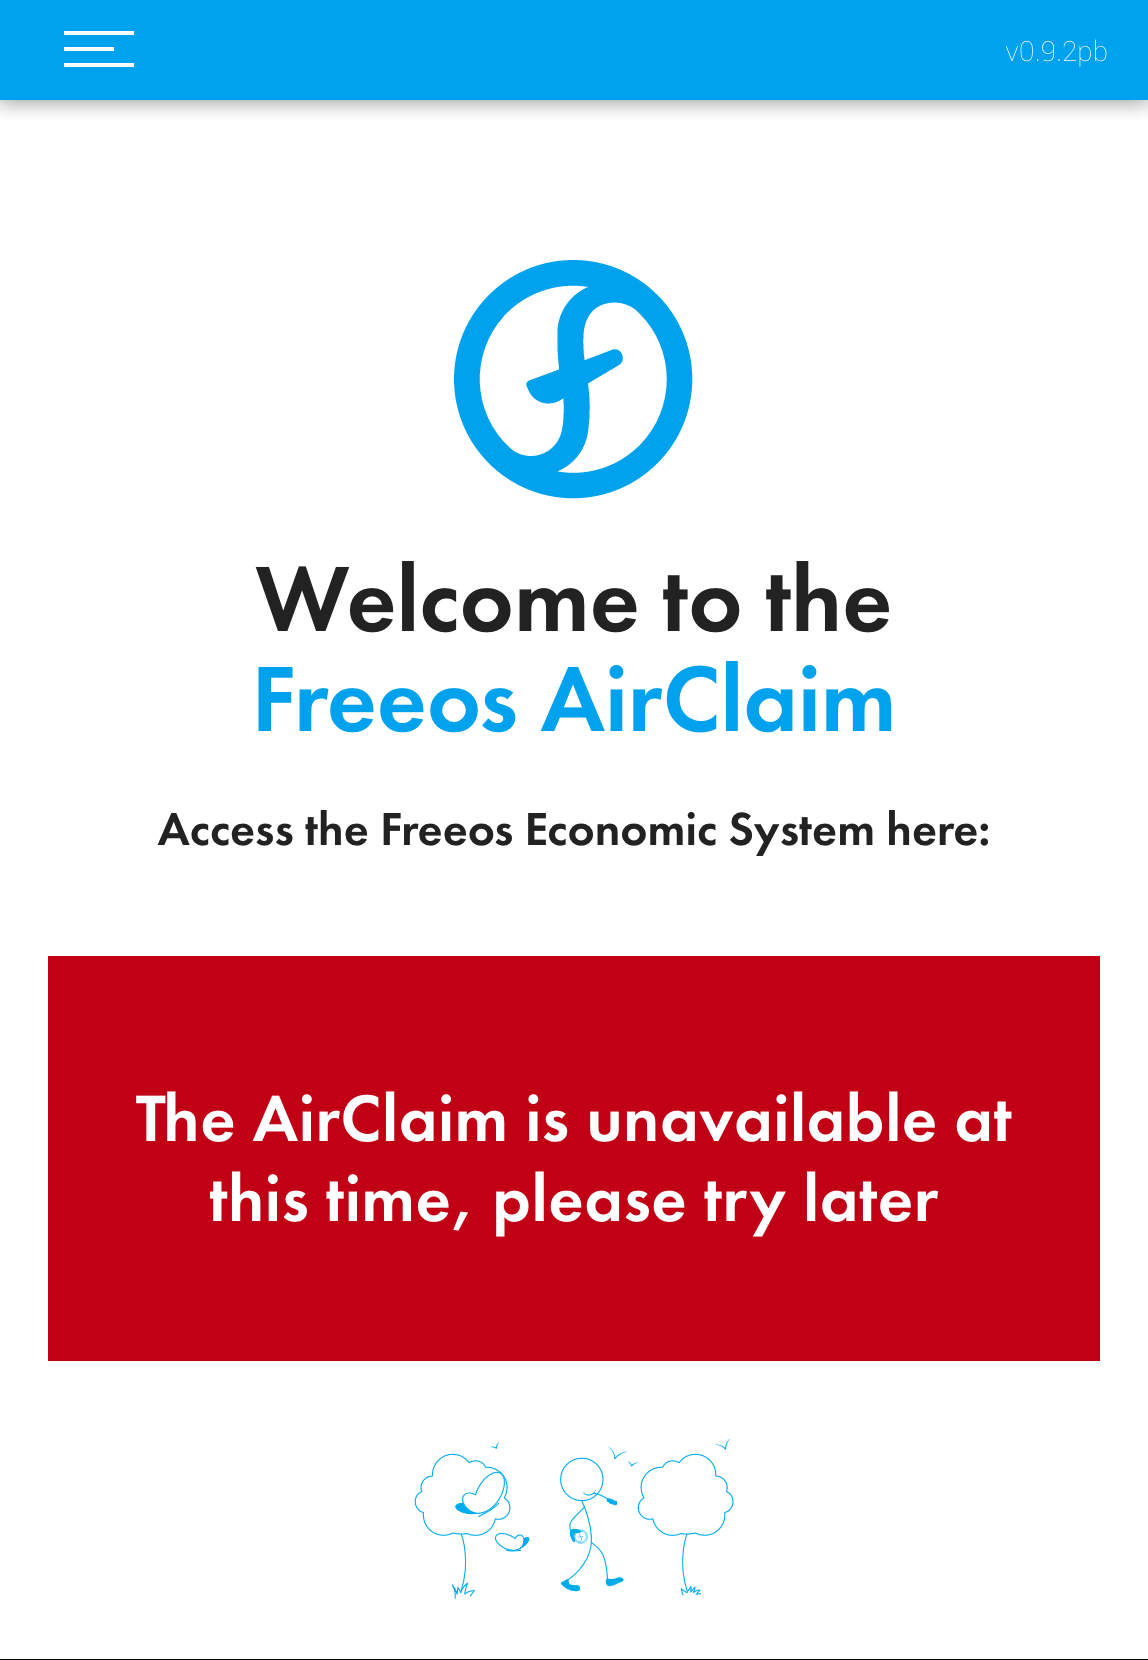 v0.9.2pb
Welcome to the
Freeos AirClaim
Access the Freeos Economic System here:
The AirClaim is unavailable at
this time, please try later